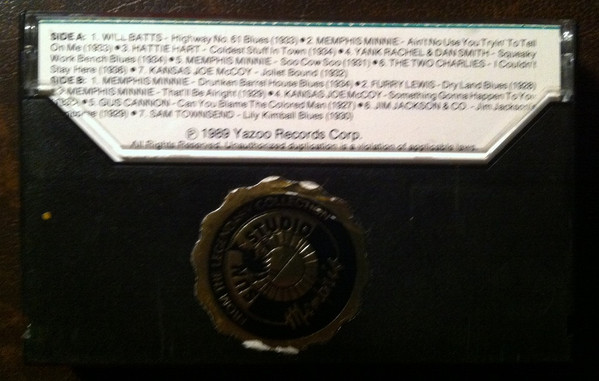 SIDE A: 1. WILL BATTS - Highway No. 61 Blues (1933) • 2. MEMPHIS MINNIE - Ain't No Use You Tryin' To Tell
On Me (1933) • 3. HATTIE HART - Coldest Stuff In Town (1934) • 4. YANK RACHEL & DAN SMITH - Squeaky
Work Bench Blues (1934) • 5. MEMPHIS MINNIE - Soo Cow Soo (1931) • 6. THE TWO CHARLIES - I Couldn't
Stay Here (1936) • 7. KANSAS JOE McCOY - Joliet Bound (1932)
SIDE B: 1. MEMPHIS MINNIE - Drunken Barrel House Blues (1934) • 2. FURRY LEWIS - Dry Land Blues (1928)
MEMPHIS MINNIE - That'll Be Alright (1929) • 4. KANSAS JOE McCOY - Something Gonna Happen To You
• 5. GUS CANNON - Can You Blame The Colored Man (1927) • 6. JIM JACKSON & CO. - Jim Jackson's
(1929) • 7. SAM TOWNSEND - Lily Kimball Blues (1930)
℗ 1989 Yazoo Records Corp.
All Rights Reserved. Unauthorized duplication is a violation of applicable laws.
FROM THE LEGENDARY COLLECTION
STUDIO
Memories